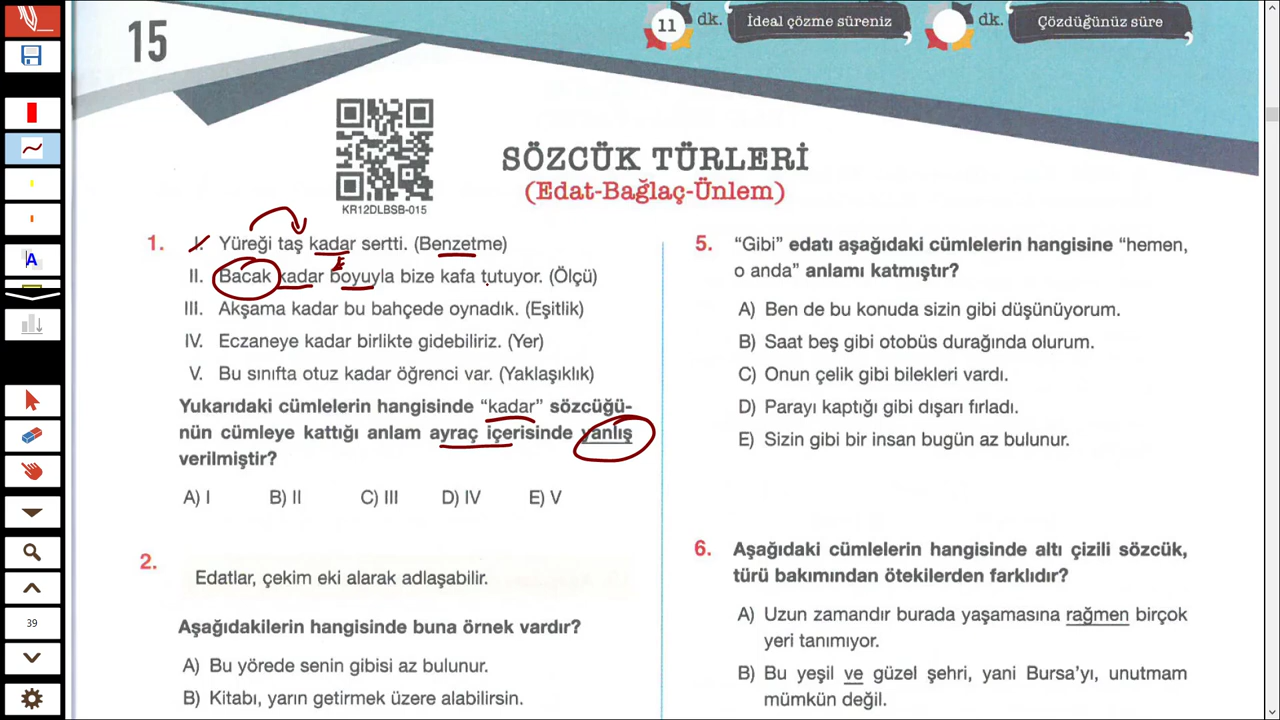 15
11 dk. İdeal çözme süreniz
dk. Çözdüğünüz süre
KR12DLBSB-015
SÖZCÜK TÜRLERİ
(Edat-Bağlaç-Ünlem)
1. I. Yüreği taş kadar sertti. (Benzetme)
II. Bacak kadar boyuyla bize kafa tutuyor. (Ölçü)
III. Akşama kadar bu bahçede oynadık. (Eşitlik)
IV. Eczaneye kadar birlikte gidebiliriz. (Yer)
V. Bu sınıfta otuz kadar öğrenci var. (Yaklaşıklık)
Yukarıdaki cümlelerin hangisinde “kadar” sözcüğü-
nün cümleye kattığı anlam ayraç içerisinde yanlış
verilmiştir?
A) I B) II C) III D) IV E) V
2.
Edatlar, çekim eki alarak adlaşabilir.
Aşağıdakilerin hangisinde buna örnek vardır?
A) Bu yörede senin gibisi az bulunur.
B) Kitabı, yarın getirmek üzere alabilirsin.
5. “Gibi” edatı aşağıdaki cümlelerin hangisine “hemen,
o anda” anlamı katmıştır?
A) Ben de bu konuda sizin gibi düşünüyorum.
B) Saat beş gibi otobüs durağında olurum.
C) Onun çelik gibi bilekleri vardı.
D) Parayı kaptığı gibi dışarı fırladı.
E) Sizin gibi bir insan bugün az bulunur.
6. Aşağıdaki cümlelerin hangisinde altı çizili sözcük,
türü bakımından ötekilerden farklıdır?
A) Uzun zamandır burada yaşamasına rağmen birçok
yeri tanımıyor.
B) Bu yeşil ve güzel şehri, yani Bursa’yı, unutmam
mümkün değil.
A
39